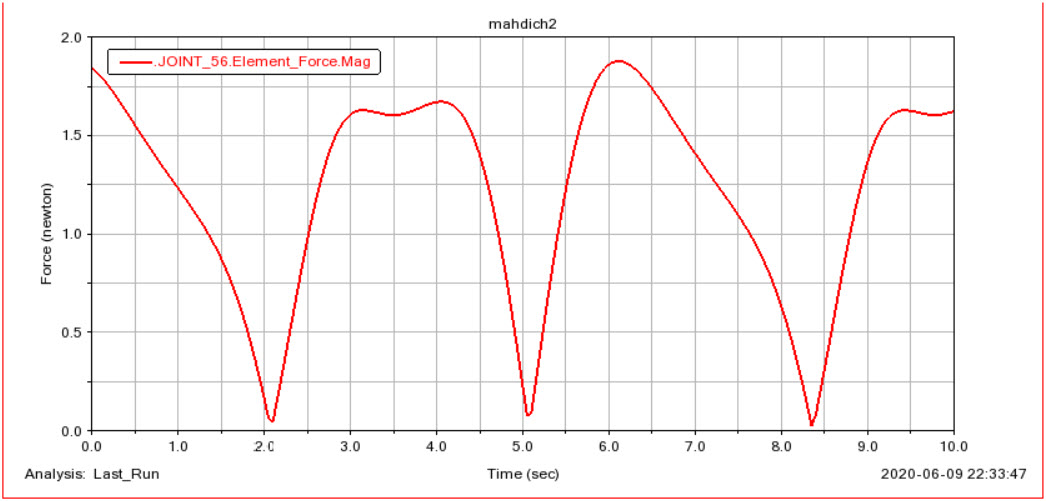 mahdich2
2.0
.JOINT_56.Element_Force.Mag
1.5
Force (newton)
1.0
0.5
0.0
0.0 1.0 2.0 3.0 4.0 5.0 6.0 7.0 8.0 9.0 10.0
Analysis: Last_Run Time (sec) 2020-06-09 22:33:47